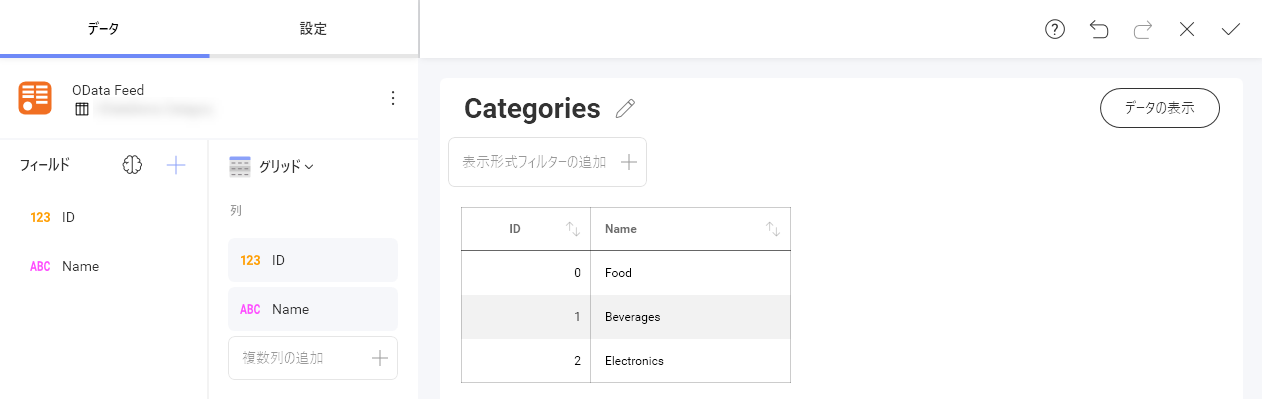 データ
設定
OData Feed
フィールド
123 ID
ABC Name
グリッド
列
123 ID
ABC Name
複数列の追加
Categories
データの表示
表示形式フィルターの追加
ID Name
0 Food
1 Beverages
2 Electronics